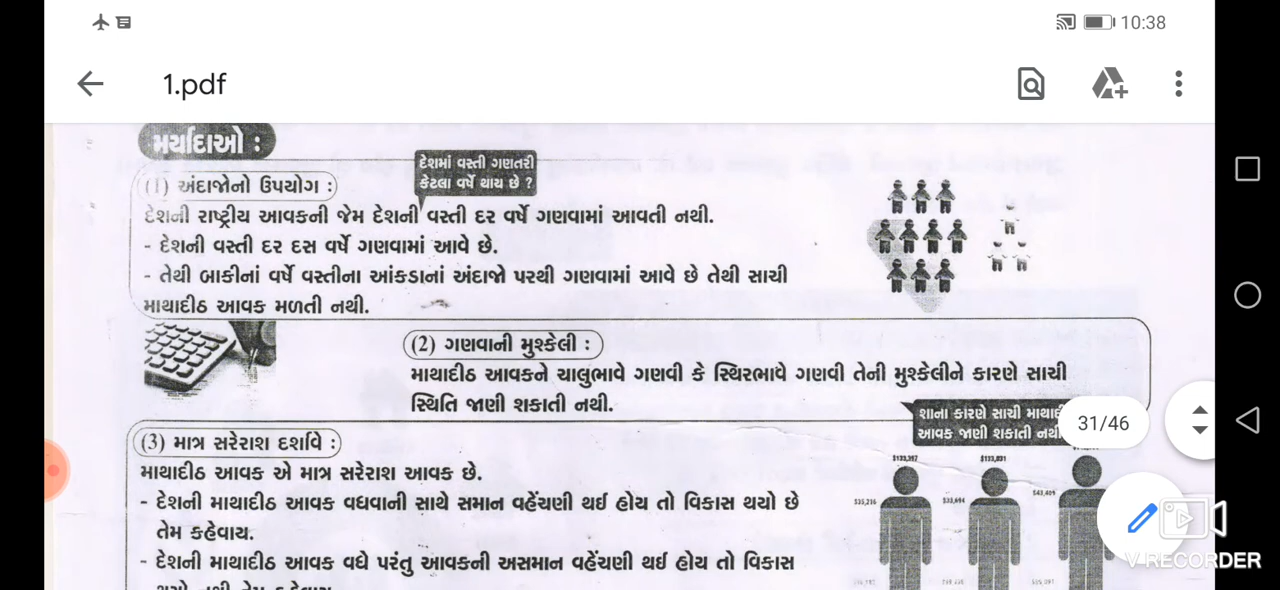 10:38
1.pdf
મર્યાદાઓ :
(1) અંદાજોનો ઉપયોગ :
દેશમાં વસ્તી ગણતરી
કેટલા વર્ષે થાય છે ?
દેશની રાષ્ટ્રીય આવકની જેમ દેશની વસ્તી દર વર્ષે ગણવામાં આવતી નથી.
- દેશની વસ્તી દર દસ વર્ષે ગણવામાં આવે છે.
- તેથી બાકીનાં વર્ષે વસ્તીના આંકડાનાં અંદાજો પરથી ગણવામાં આવે છે તેથી સાચી
માથાદીઠ આવક મળતી નથી.
(2) ગણવાની મુશ્કેલી :
માથાદીઠ આવકને ચાલુભાવે ગણવી કે સ્થિરભાવે ગણવી તેની મુશ્કેલીને કારણે સાચી
સ્થિતિ જાણી શકાતી નથી.
શાના કારણે સાચી
આવક જાણી શકાતી નથી
31/46
(3) માત્ર સરેરાશ દર્શાવે :
માથાદીઠ આવક એ માત્ર સરેરાશ આવક છે.
- દેશની માથાદીઠ આવક વધવાની સાથે સમાન વહેંચણી થઈ હોય તો વિકાસ થયો છે
તેમ કહેવાય.
- દેશની માથાદીઠ આવક વધે પરંતુ આવકની અસમાન વહેંચણી થઈ હોય તો વિકાસ
V RECORDER